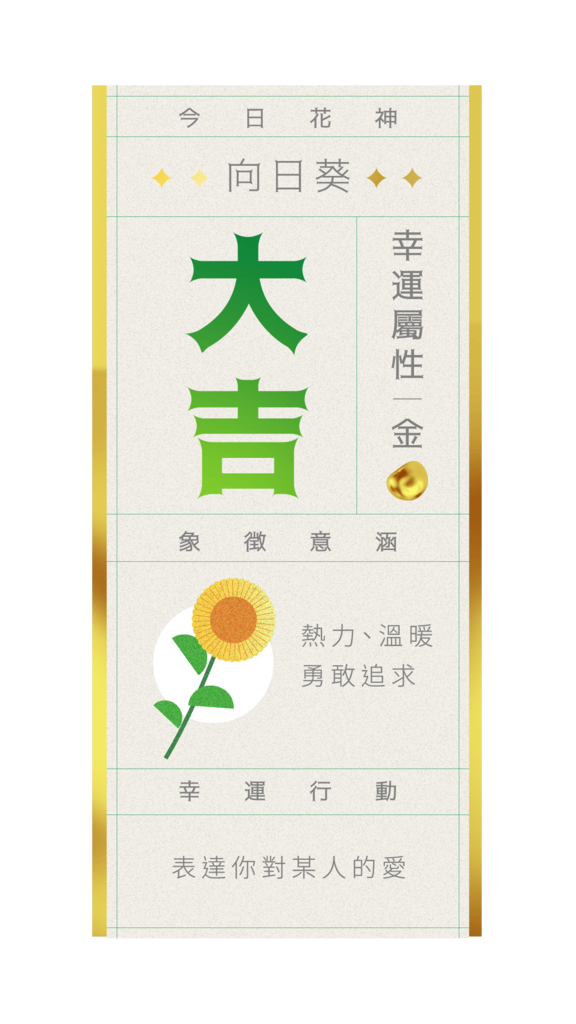 今日花神
向日葵
大吉
幸運屬性｜金
象徵意涵
熱力、溫暖
勇敢追求
幸運行動
表達你對某人的愛